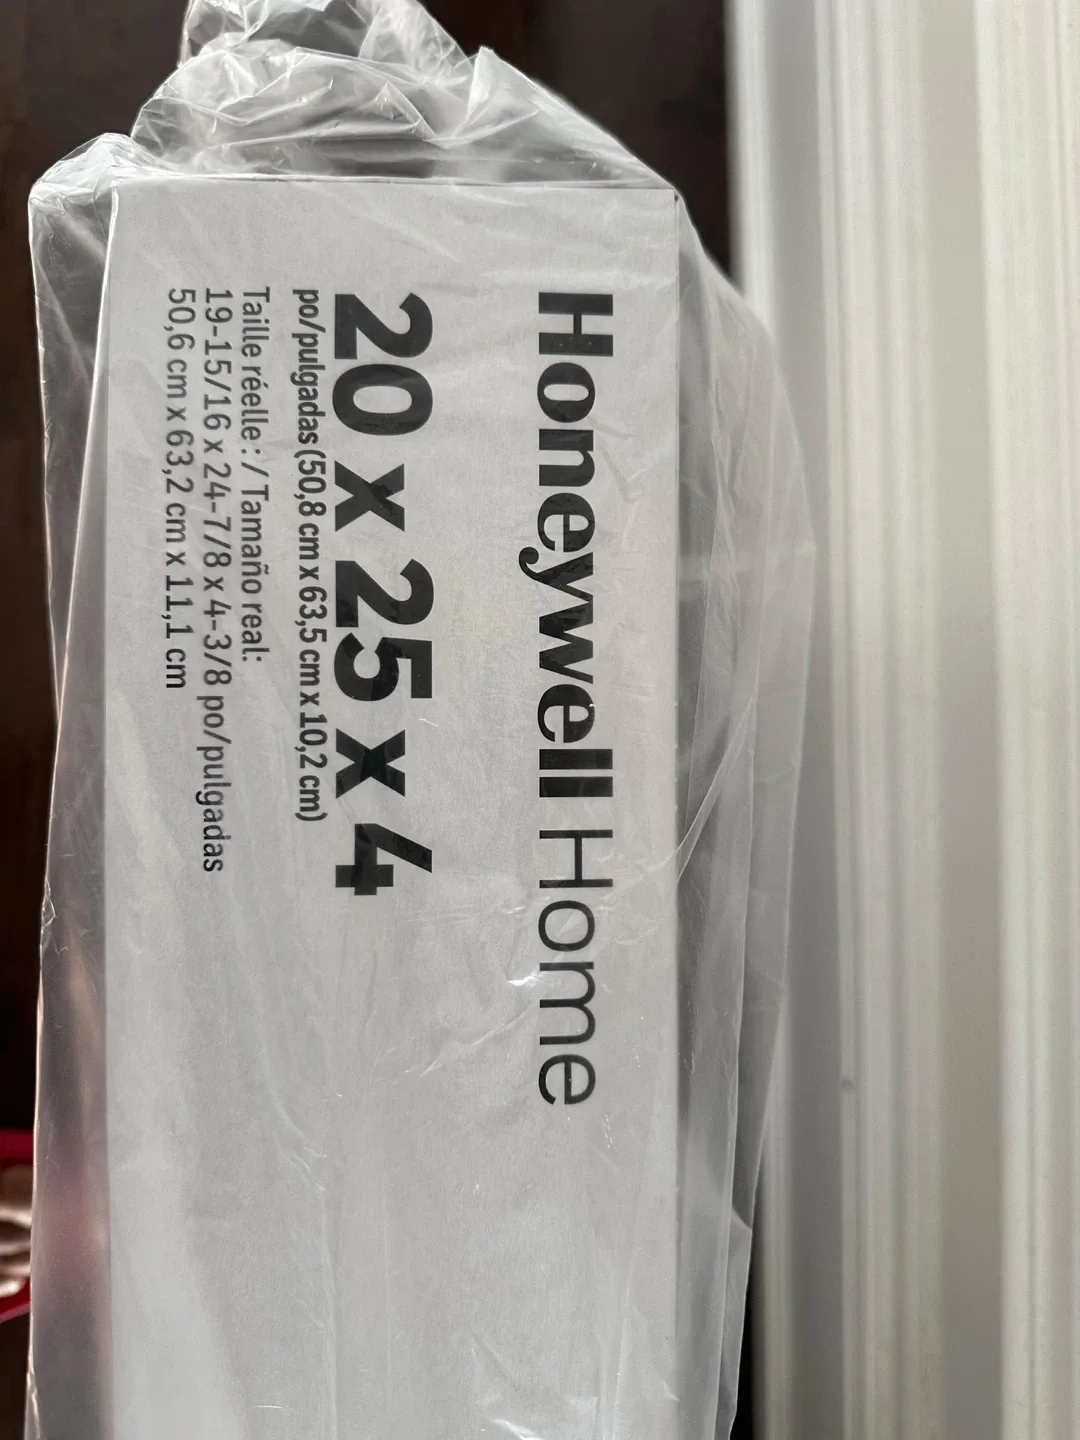 Honeywell Home
20 x 25 x 4
po/pulgadas (50,8 cm x 63,5 cm x 10,2 cm)
Taille réelle : / Tamaño real:
19-15/16 x 24-7/8 x 4-3/8 po/pulgadas
50,6 cm x 63,2 cm x 11,1 cm